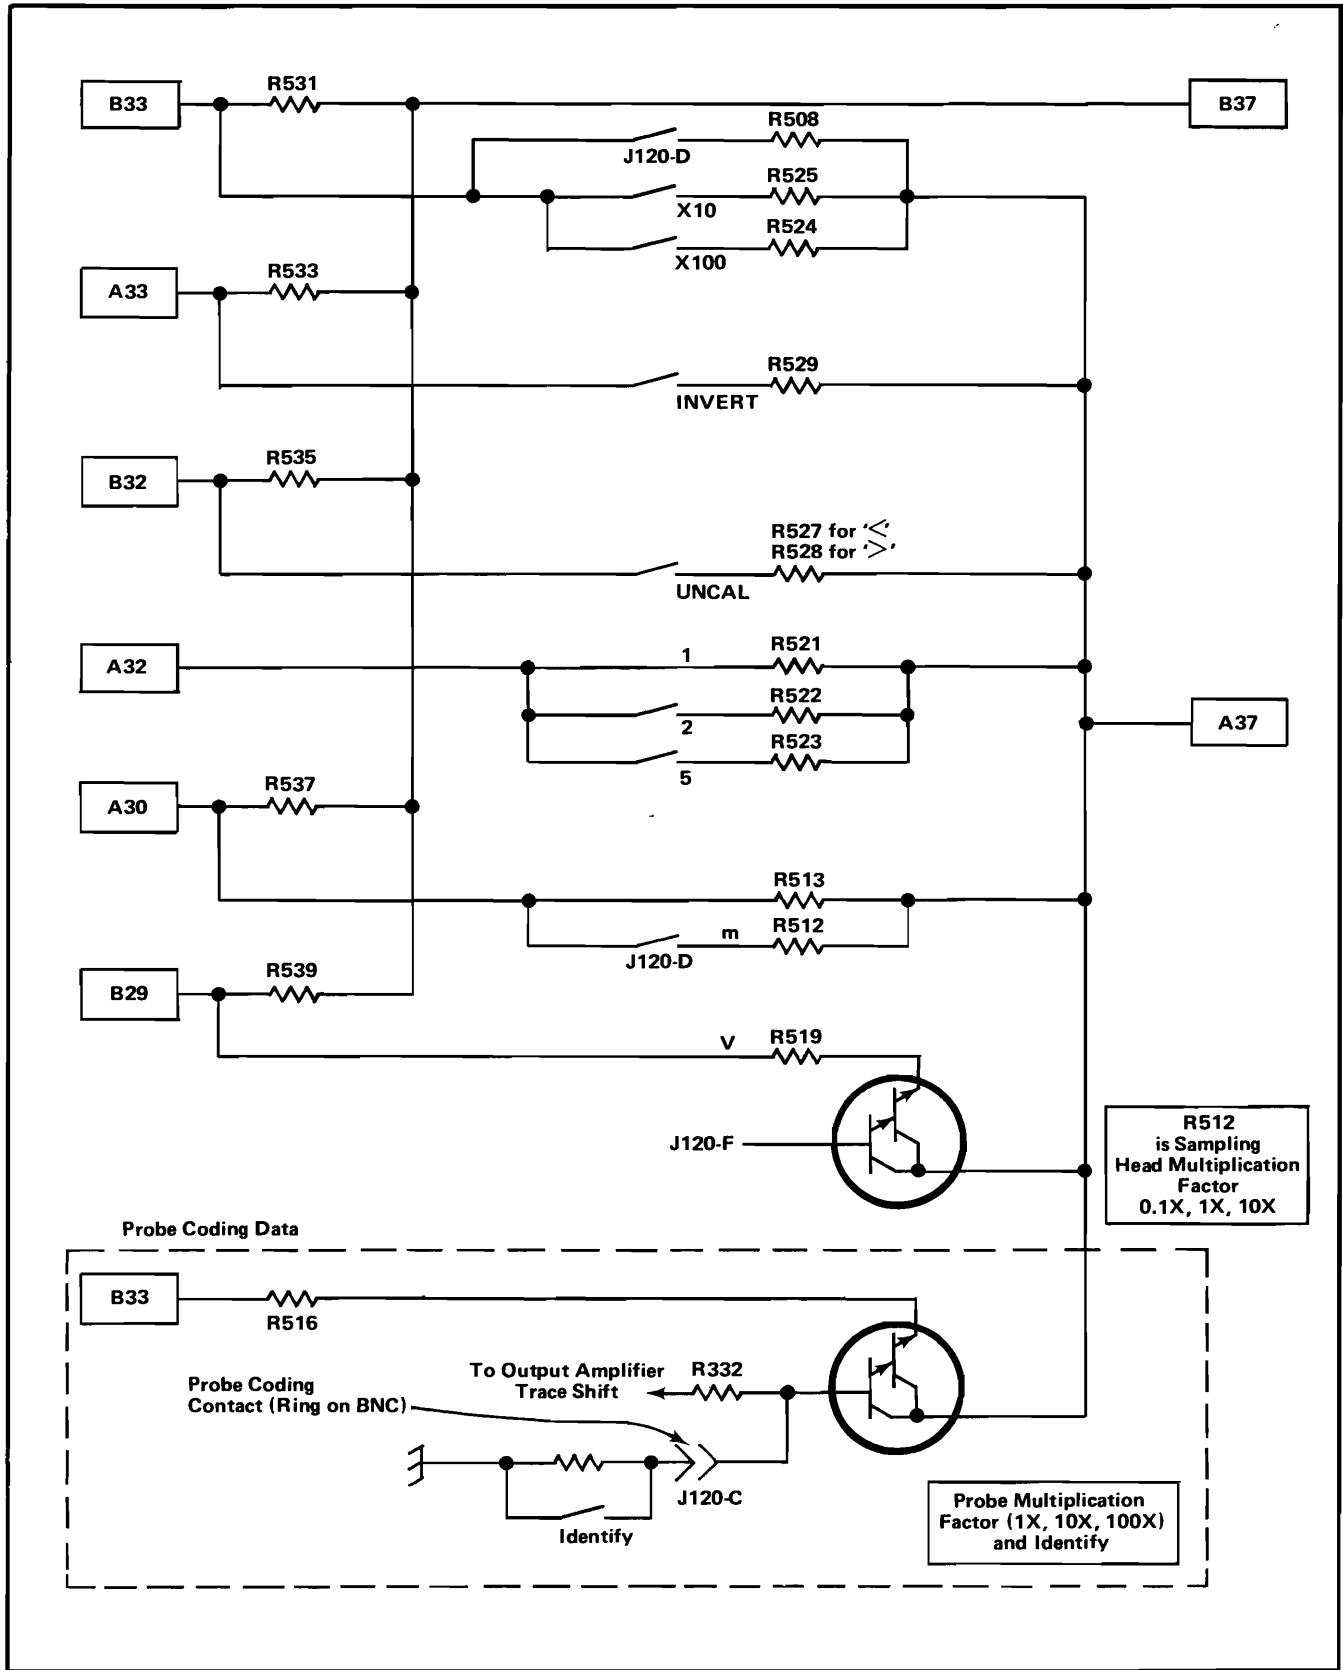 B33
R531
B37
R508
J120-D
R525
X10
R524
X100
A33
R533
R529
INVERT
B32
R535
R527 for '<'
R528 for '>'
UNCAL
A32
1
R521
R522
2
R523
5
A37
A30
R537
R513
m
R512
J120-D
B29
R539
V
R519
J120-F
R512
is Sampling
Head Multiplication
Factor
0.1X, 1X, 10X
Probe Coding Data
B33
R516
To Output Amplifier
Trace Shift
R332
Probe Coding
Contact (Ring on BNC)
J120-C
Identify
Probe Multiplication
Factor (1X, 10X, 100X)
and Identify